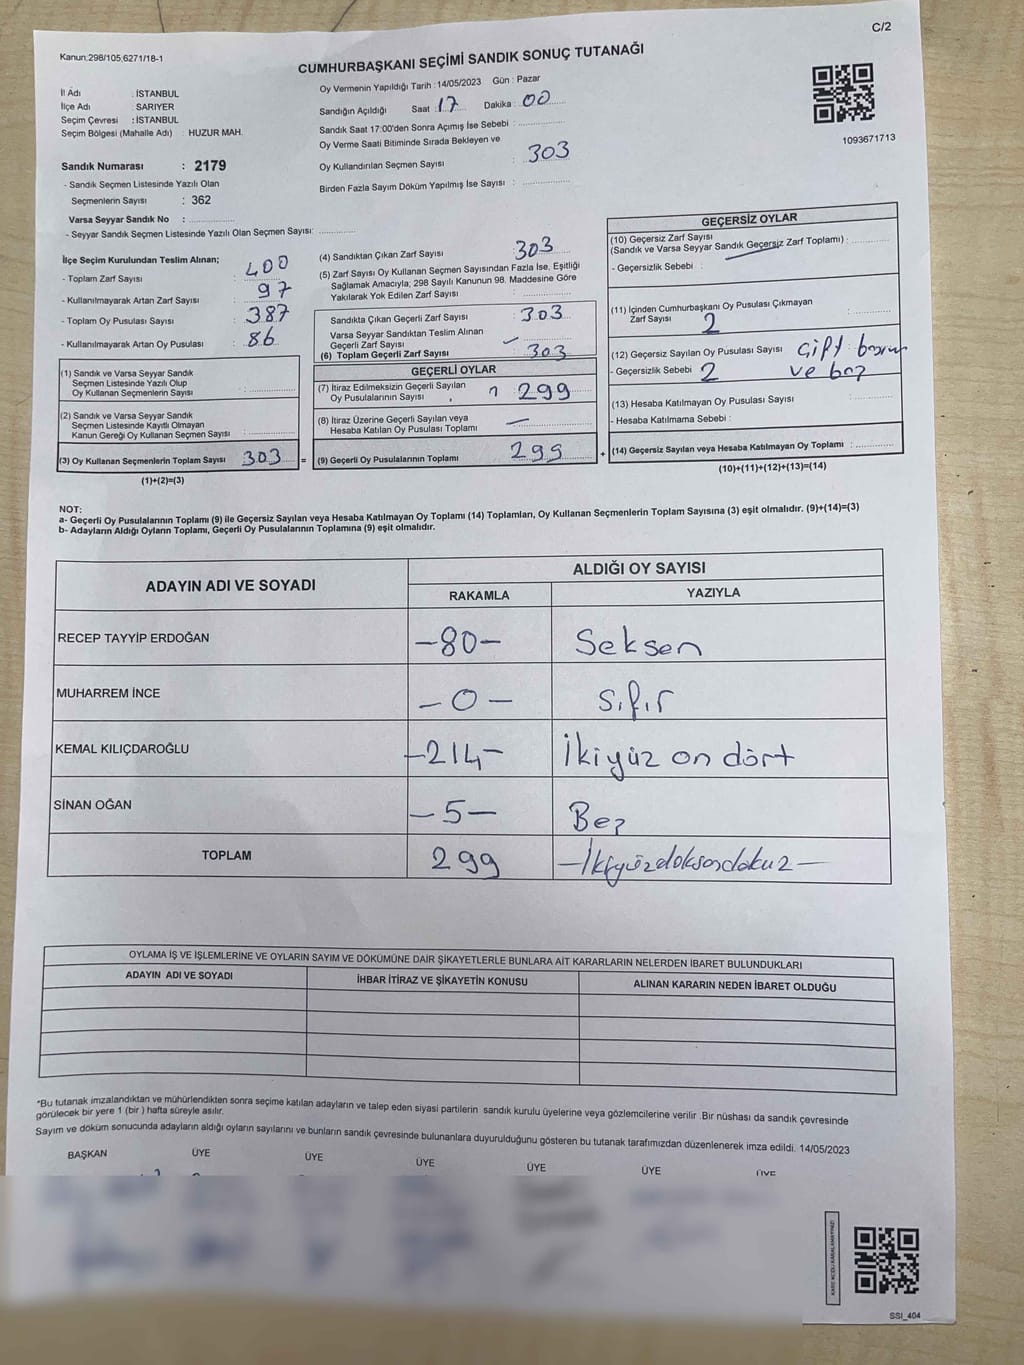 C/2
Kanun;298/105;6271/18-1
CUMHURBAŞKANI SEÇİMİ SANDIK SONUÇ TUTANAĞI
İl Adı : İSTANBUL
İlçe Adı : SARIYER
Seçim Çevresi : İSTANBUL
Seçim Bölgesi (Mahalle Adı) : HUZUR MAH.
Oy Vermenin Yapıldığı Tarih : 14/05/2023 Gün : Pazar
Sandığın Açıldığı Saat 17 Dakika : 00
Sandık Saat 17:00'den Sonra Açımış İse Sebebi :
Oy Verme Saati Bitiminde Sırada Bekleyen ve
Oy Kullandırılan Seçmen Sayısı : 303
Birden Fazla Sayım Döküm Yapılmış İse Sayısı :
1093671713
Sandık Numarası : 2179
- Sandık Seçmen Listesinde Yazılı Olan
Seçmenlerin Sayısı : 362
Varsa Seyyar Sandık No :
- Seyyar Sandık Seçmen Listesinde Yazılı Olan Seçmen Sayısı:
İlçe Seçim Kurulundan Teslim Alınan;
- Toplam Zarf Sayısı : 400
- Kullanılmayarak Artan Zarf Sayısı : 97
- Toplam Oy Pusulası Sayısı : 387
- Kullanılmayarak Artan Oy Pusulası : 86
(1) Sandık ve Varsa Seyyar Sandık
Seçmen Listesinde Yazılı Olup
Oy Kullanan Seçmenlerin Sayısı :
(2) Sandık ve Varsa Seyyar Sandık
Seçmen Listesinde Kayıtlı Olmayan
Kanun Gereği Oy Kullanan Seçmen Sayısı :
(3) Oy Kullanan Seçmenlerin Toplam Sayısı 303 =
(1)+(2)=(3)
(4) Sandıktan Çıkan Zarf Sayısı : 303
(5) Zarf Sayısı Oy Kullanan Seçmen Sayısından Fazla İse, Eşitliği
Sağlamak Amacıyla; 298 Sayılı Kanunun 98. Maddesine Göre
Yakılarak Yok Edilen Zarf Sayısı :
Sandıkta Çıkan Geçerli Zarf Sayısı : 303
Varsa Seyyar Sandıktan Teslim Alınan
Geçerli Zarf Sayısı :
(6) Toplam Geçerli Zarf Sayısı : 303
GEÇERLİ OYLAR
(7) İtiraz Edilmeksizin Geçerli Sayılan
Oy Pusulalarının Sayısı : 299
(8) İtiraz Üzerine Geçerli Sayılan veya
Hesaba Katılan Oy Pusulası Toplamı : —
(9) Geçerli Oy Pusulalarının Toplamı : 299 +
GEÇERSİZ OYLAR
(10) Geçersiz Zarf Sayısı
(Sandık ve Varsa Seyyar Sandık Geçersiz Zarf Toplamı) :
- Geçersizlik Sebebi :
(11) İçinden Cumhurbaşkanı Oy Pusulası Çıkmayan
Zarf Sayısı 2 :
(12) Geçersiz Sayılan Oy Pusulası Sayısı :
- Geçersizlik Sebebi 2 ve boş
(13) Hesaba Katılmayan Oy Pusulası Sayısı :
- Hesaba Katılmama Sebebi :
(14) Geçersiz Sayılan veya Hesaba Katılmayan Oy Toplamı :
(10)+(11)+(12)+(13)=(14)
NOT:
a- Geçerli Oy Pusulalarının Toplamı (9) ile Geçersiz Sayılan veya Hesaba Katılmayan Oy Toplamı (14) Toplamları, Oy Kullanan Seçmenlerin Toplam Sayısına (3) eşit olmalıdır. (9)+(14)=(3)
b- Adayların Aldığı Oyların Toplamı, Geçerli Oy Pusulalarının Toplamına (9) eşit olmalıdır.
ADAYIN ADI VE SOYADI
ALDIĞI OY SAYISI
RAKAMLA YAZIYLA
RECEP TAYYİP ERDOĞAN -80- Seksen
MUHARREM İNCE -0- Sıfır
KEMAL KILIÇDAROĞLU -214- İkiyüz on dört
SİNAN OĞAN -5- Beş
TOPLAM 299 -İkiyüzdoksandokuz-
OYLAMA İŞ VE İŞLEMLERİNE VE OYLARIN SAYIM VE DÖKÜMÜNE DAİR ŞİKAYETLERLE BUNLARA AİT KARARLARIN NELERDEN İBARET BULUNDUKLARI
ADAYIN ADI VE SOYADI İHBAR İTİRAZ VE ŞİKAYETİN KONUSU ALINAN KARARIN NEDEN İBARET OLDUĞU
*Bu tutanak imzalandıktan ve mühürlendikten sonra seçime katılan adayların ve talep eden siyasi partilerin sandık kurulu üyelerine veya gözlemcilerine verilir. Bir nüshası da sandık çevresinde
görülecek bir yere 1 (bir ) hafta süreyle asılır.
Sayım ve döküm sonucunda adayların aldığı oyların sayılarını ve bunların sandık çevresinde bulunanlara duyurulduğunu gösteren bu tutanak tarafımızdan düzenlenerek imza edildi. 14/05/2023
BAŞKAN ÜYE ÜYE ÜYE ÜYE ÜYE ÜYE
SSI_404